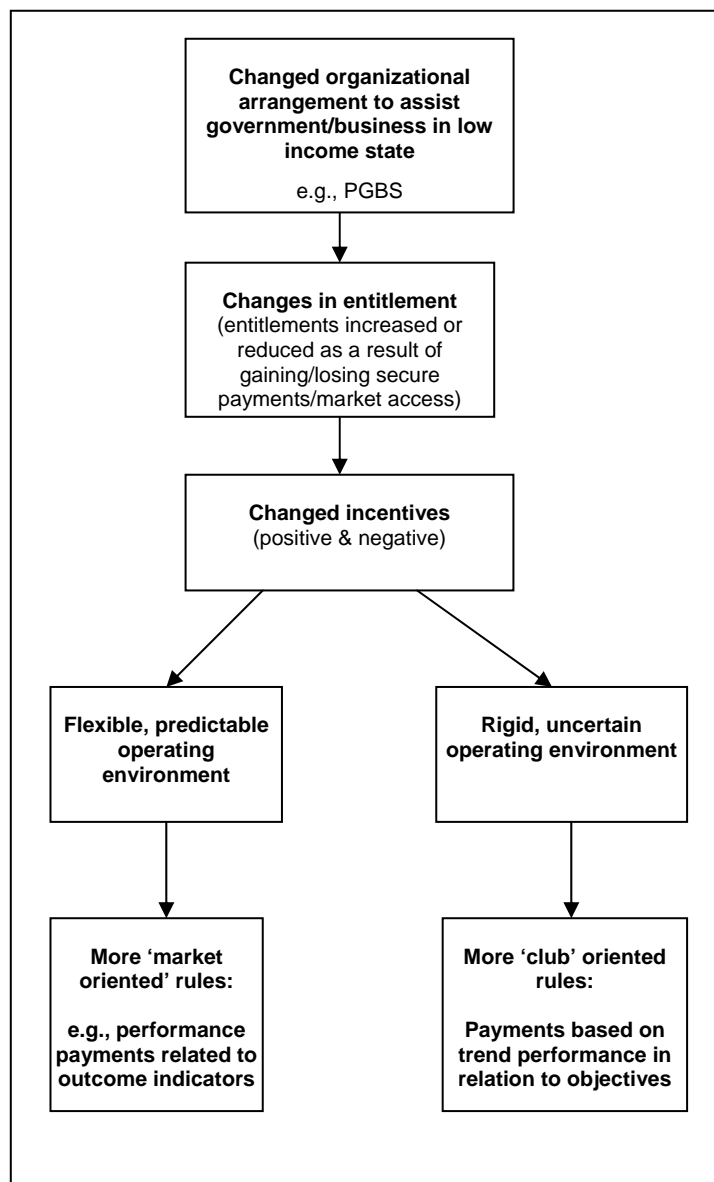 Changed organizational
arrangement to assist
government/business in low
income state
e.g., PGBS
Changes in entitlement
(entitlements increased or
reduced as a result of
gaining/losing secure
payments/market access)
Changed incentives
(positive & negative)
Flexible, predictable
operating
environment
Rigid, uncertain
operating environment
More ‘market
oriented’ rules:
e.g., performance
payments related to
outcome indicators
More ‘club’ oriented
rules:
Payments based on
trend performance in
relation to objectives